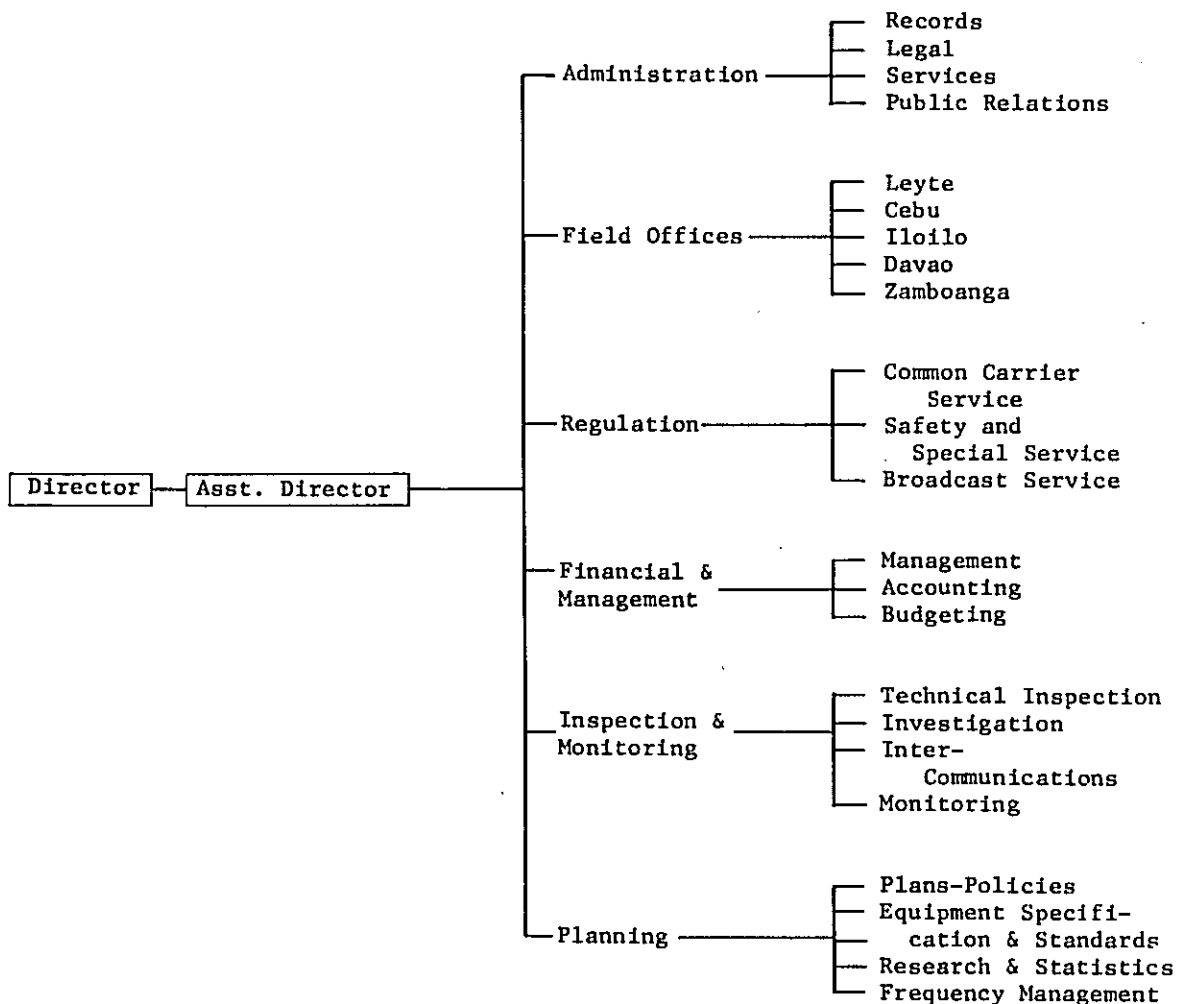 Director
Asst. Director
Administration
Records
Legal
Services
Public Relations
Field Offices
Leyte
Cebu
Iloilo
Davao
Zamboanga
Regulation
Common Carrier
Service
Safety and
Special Service
Broadcast Service
Financial &
Management
Management
Accounting
Budgeting
Inspection &
Monitoring
Technical Inspection
Investigation
Inter-
Communications
Monitoring
Planning
Plans-Policies
Equipment Specifi-
cation & Standards
Research & Statistics
Frequency Management